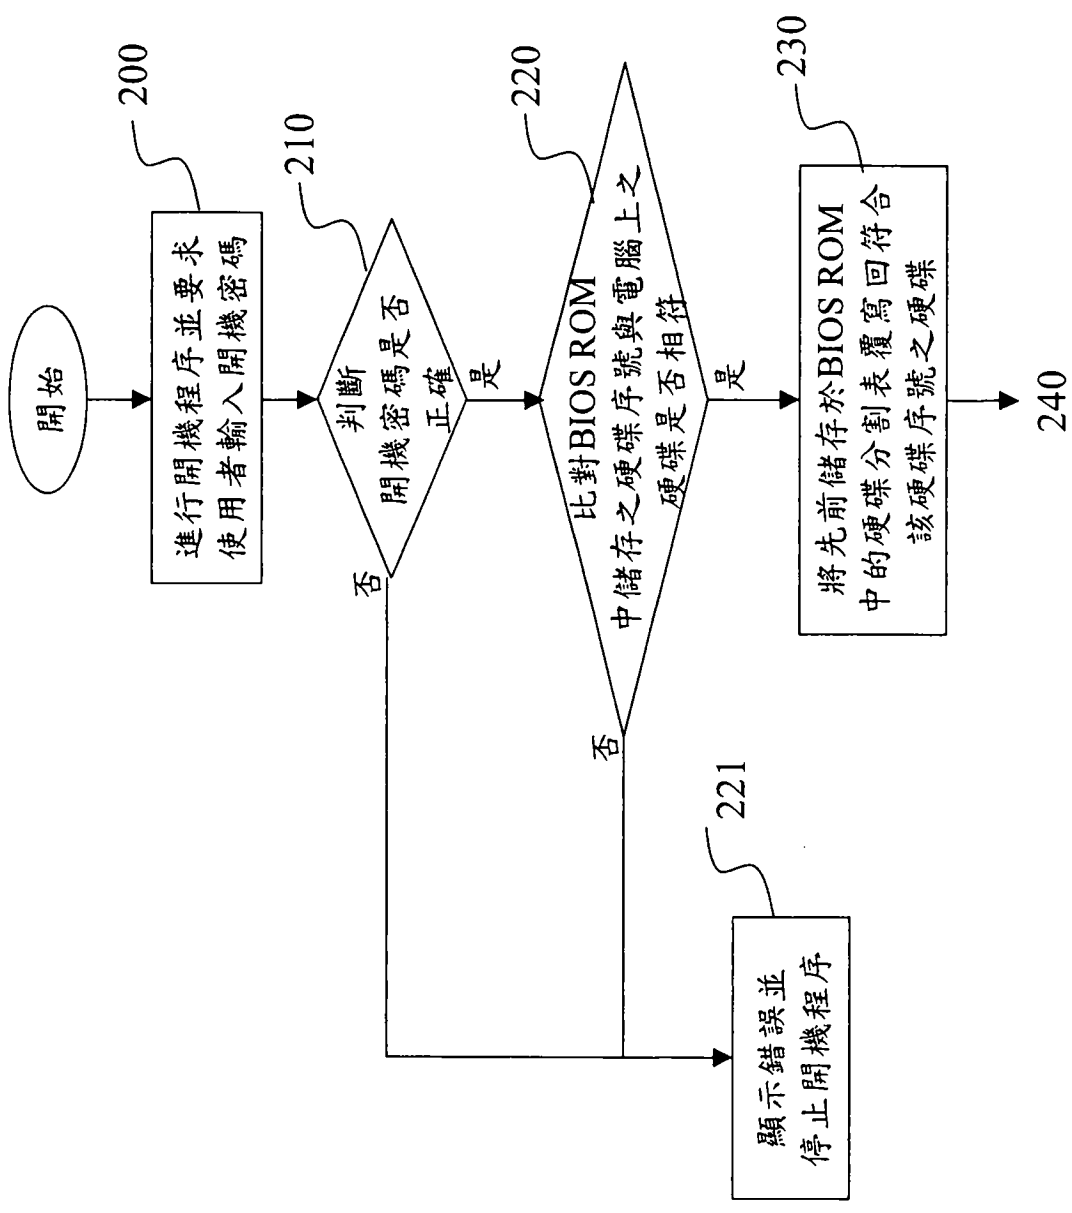 開始
200
進行開機程序並要求
使用者輸入開機密碼
210
判斷
開機密碼是否
正確
否
是
220
比對BIOS ROM
中儲存之硬碟序號與電腦上之
硬碟是否相符
否
是
221
顯示錯誤並
停止開機程序
230
將先前儲存於BIOS ROM
中的硬碟分割表覆寫回符合
該硬碟序號之硬碟
240